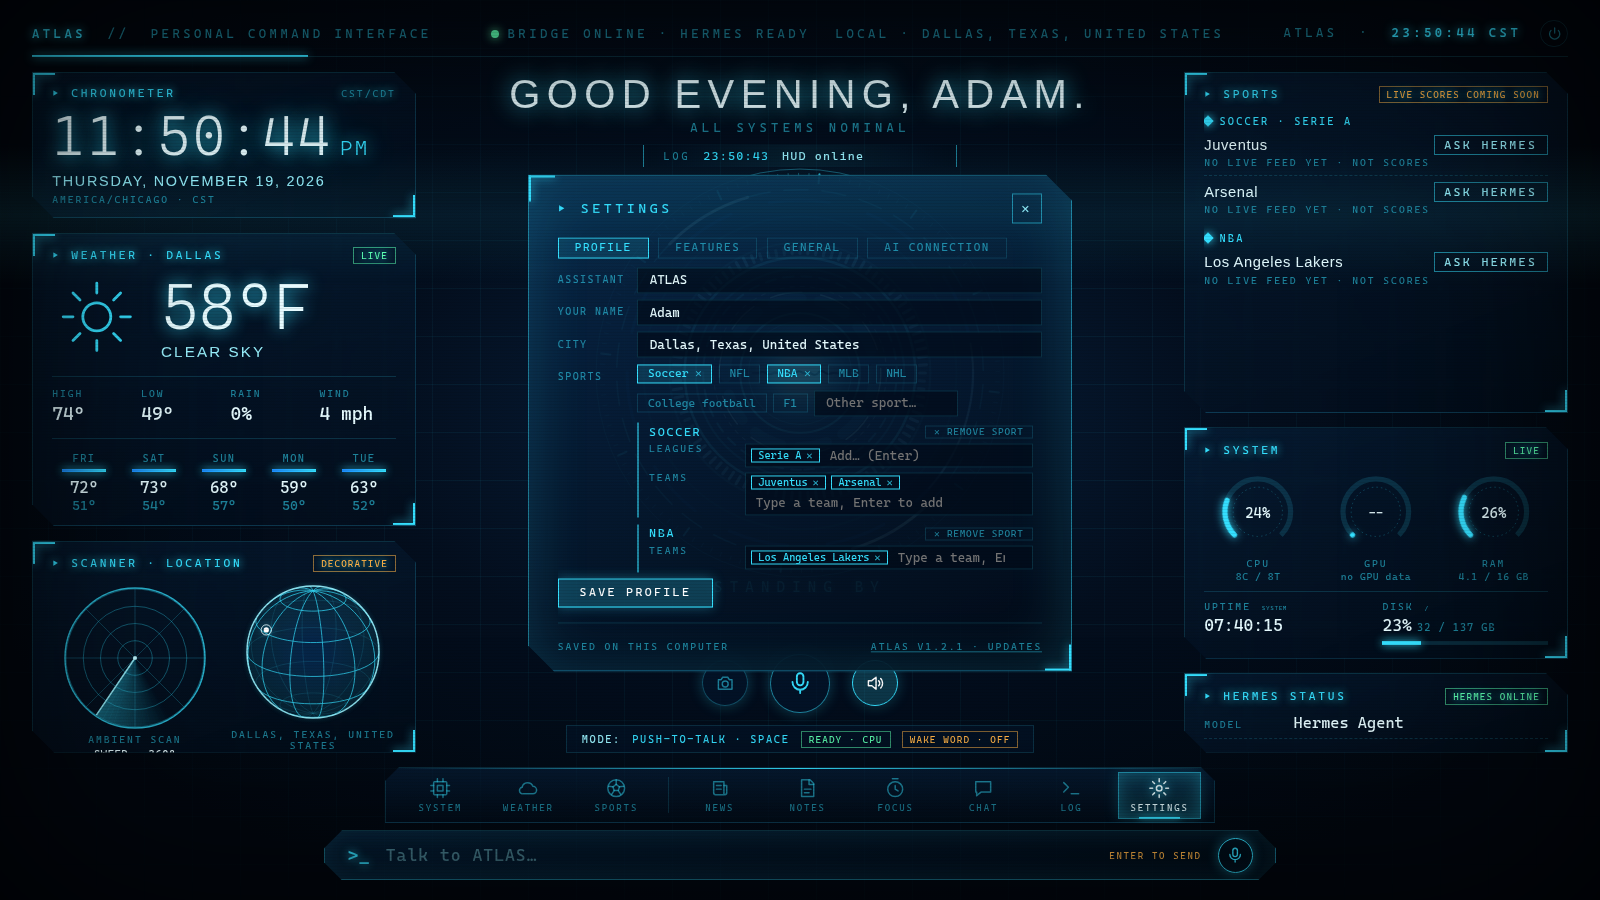 ATLAS // PERSONAL COMMAND INTERFACE
BRIDGE ONLINE · HERMES READY
LOCAL · DALLAS, TEXAS, UNITED STATES
ATLAS · 23:50:44 CST
CHRONOMETER
CST/CDT
11:50:44 PM
THURSDAY, NOVEMBER 19, 2026
AMERICA/CHICAGO · CST
WEATHER · DALLAS
LIVE
58°F
CLEAR SKY
HIGH LOW RAIN WIND
74° 49° 0% 4 mph
FRI SAT SUN MON TUE
72° 73° 68° 59° 63°
51° 54° 57° 50° 52°
SCANNER · LOCATION
DECORATIVE
AMBIENT SCAN
DALLAS, TEXAS, UNITED
STATES
GOOD EVENING, ADAM.
ALL SYSTEMS NOMINAL
LOG 23:50:43 HUD online
SETTINGS
×
PROFILE FEATURES GENERAL AI CONNECTION
ASSISTANT ATLAS
YOUR NAME Adam
CITY Dallas, Texas, United States
SPORTS Soccer × NFL NBA × MLB NHL
College football F1 Other sport…
SOCCER × REMOVE SPORT
LEAGUES Serie A × Add… (Enter)
TEAMS Juventus × Arsenal ×
Type a team, Enter to add
NBA × REMOVE SPORT
TEAMS Los Angeles Lakers × Type a team, E
SAVE PROFILE
STANDING BY
SAVED ON THIS COMPUTER
ATLAS V1.2.1 · UPDATES
MODE: PUSH-TO-TALK · SPACE READY · CPU WAKE WORD · OFF
SPORTS
LIVE SCORES COMING SOON
SOCCER · SERIE A
Juventus ASK HERMES
NO LIVE FEED YET · NOT SCORES
Arsenal ASK HERMES
NO LIVE FEED YET · NOT SCORES
NBA
Los Angeles Lakers ASK HERMES
NO LIVE FEED YET · NOT SCORES
SYSTEM
LIVE
24% -- 26%
CPU GPU RAM
8C / 8T no GPU data 4.1 / 16 GB
UPTIME SYSTEM DISK /
07:40:15 23% 32 / 137 GB
HERMES STATUS
HERMES ONLINE
MODEL Hermes Agent
SYSTEM WEATHER SPORTS NEWS NOTES FOCUS CHAT LOG SETTINGS
>_ Talk to ATLAS…
ENTER TO SEND